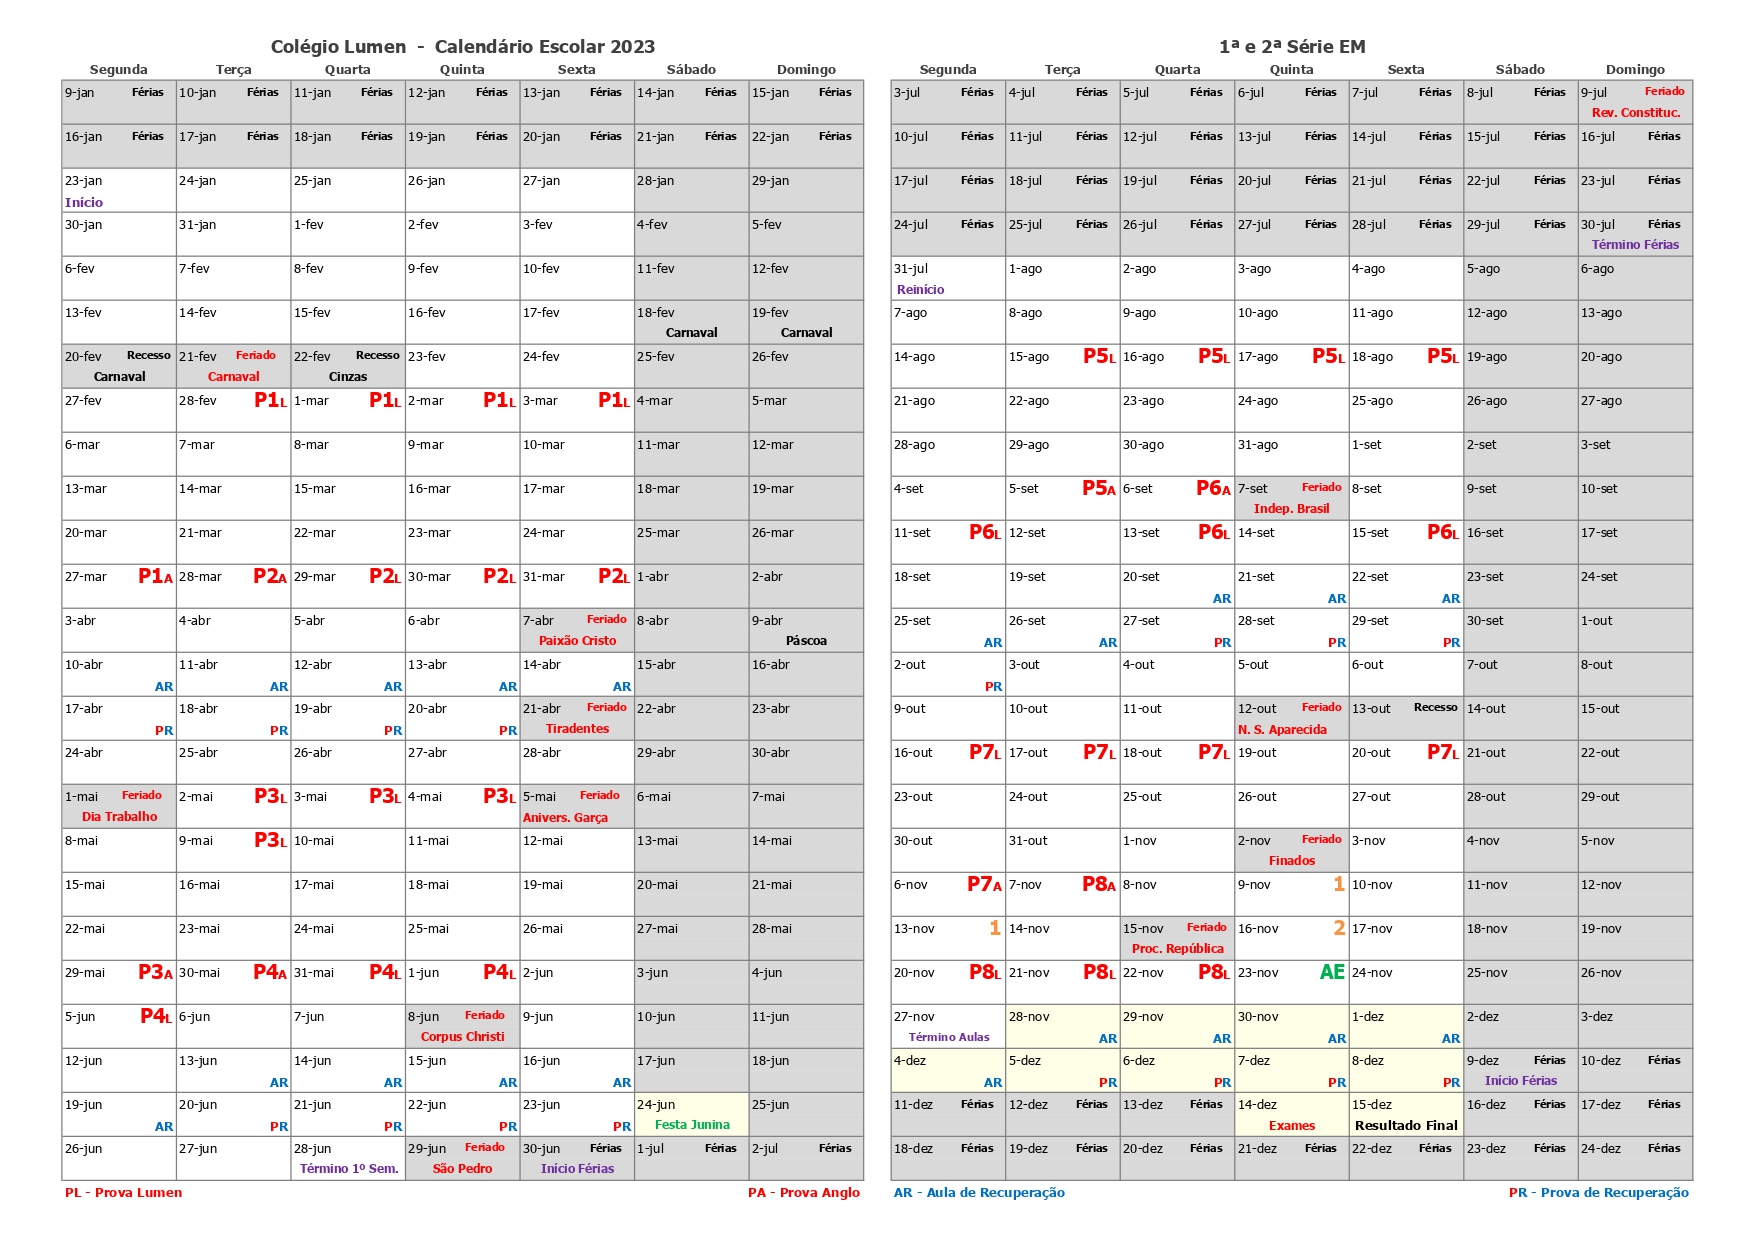 Colégio Lumen - Calendário Escolar 2023
Segunda Terça Quarta Quinta Sexta Sábado Domingo
9-jan Férias 10-jan Férias 11-jan Férias 12-jan Férias 13-jan Férias 14-jan Férias 15-jan Férias
16-jan Férias 17-jan Férias 18-jan Férias 19-jan Férias 20-jan Férias 21-jan Férias 22-jan Férias
23-jan 24-jan 25-jan 26-jan 27-jan 28-jan 29-jan
Início
30-jan 31-jan 1-fev 2-fev 3-fev 4-fev 5-fev
6-fev 7-fev 8-fev 9-fev 10-fev 11-fev 12-fev
13-fev 14-fev 15-fev 16-fev 17-fev 18-fev 19-fev
Carnaval Carnaval
20-fev Recesso 21-fev Feriado 22-fev Recesso 23-fev 24-fev 25-fev 26-fev
Carnaval Carnaval Cinzas
27-fev 28-fev P1L 1-mar P1L 2-mar P1L 3-mar P1L 4-mar 5-mar
6-mar 7-mar 8-mar 9-mar 10-mar 11-mar 12-mar
13-mar 14-mar 15-mar 16-mar 17-mar 18-mar 19-mar
20-mar 21-mar 22-mar 23-mar 24-mar 25-mar 26-mar
27-mar P1A 28-mar P2A 29-mar P2L 30-mar P2L 31-mar P2L 1-abr 2-abr
3-abr 4-abr 5-abr 6-abr 7-abr Feriado 8-abr 9-abr
Paixão Cristo Páscoa
10-abr 11-abr 12-abr 13-abr 14-abr 15-abr 16-abr
AR AR AR AR AR
17-abr 18-abr 19-abr 20-abr 21-abr Feriado 22-abr 23-abr
PR PR PR PR Tiradentes
24-abr 25-abr 26-abr 27-abr 28-abr 29-abr 30-abr
1-mai Feriado 2-mai P3L 3-mai P3L 4-mai P3L 5-mai Feriado 6-mai 7-mai
Dia Trabalho Anivers. Garça
8-mai 9-mai P3L 10-mai 11-mai 12-mai 13-mai 14-mai
15-mai 16-mai 17-mai 18-mai 19-mai 20-mai 21-mai
22-mai 23-mai 24-mai 25-mai 26-mai 27-mai 28-mai
29-mai P3A 30-mai P4A 31-mai P4L 1-jun P4L 2-jun 3-jun 4-jun
5-jun P4L 6-jun 7-jun 8-jun Feriado 9-jun 10-jun 11-jun
Corpus Christi
12-jun 13-jun 14-jun 15-jun 16-jun 17-jun 18-jun
AR AR AR AR
19-jun 20-jun 21-jun 22-jun 23-jun 24-jun 25-jun
AR PR PR PR PR Festa Junina
26-jun 27-jun 28-jun 29-jun Feriado 30-jun Férias 1-jul Férias 2-jul Férias
Término 1º Sem. São Pedro Início Férias
PL - Prova Lumen PA - Prova Anglo
1ª e 2ª Série EM
Segunda Terça Quarta Quinta Sexta Sábado Domingo
3-jul Férias 4-jul Férias 5-jul Férias 6-jul Férias 7-jul Férias 8-jul Férias 9-jul Feriado
Rev. Constituc.
10-jul Férias 11-jul Férias 12-jul Férias 13-jul Férias 14-jul Férias 15-jul Férias 16-jul Férias
17-jul Férias 18-jul Férias 19-jul Férias 20-jul Férias 21-jul Férias 22-jul Férias 23-jul Férias
24-jul Férias 25-jul Férias 26-jul Férias 27-jul Férias 28-jul Férias 29-jul Férias 30-jul Férias
Término Férias
31-jul 1-ago 2-ago 3-ago 4-ago 5-ago 6-ago
Reinício
7-ago 8-ago 9-ago 10-ago 11-ago 12-ago 13-ago
14-ago 15-ago P5L 16-ago P5L 17-ago P5L 18-ago P5L 19-ago 20-ago
21-ago 22-ago 23-ago 24-ago 25-ago 26-ago 27-ago
28-ago 29-ago 30-ago 31-ago 1-set 2-set 3-set
4-set 5-set P5A 6-set P6A 7-set Feriado 8-set 9-set 10-set
Indep. Brasil
11-set P6L 12-set 13-set P6L 14-set 15-set P6L 16-set 17-set
18-set 19-set 20-set 21-set 22-set 23-set 24-set
AR AR AR
25-set 26-set 27-set 28-set 29-set 30-set 1-out
AR AR PR PR PR
2-out 3-out 4-out 5-out 6-out 7-out 8-out
PR
9-out 10-out 11-out 12-out Feriado 13-out Recesso 14-out 15-out
N. S. Aparecida
16-out P7L 17-out P7L 18-out P7L 19-out 20-out P7L 21-out 22-out
23-out 24-out 25-out 26-out 27-out 28-out 29-out
30-out 31-out 1-nov 2-nov Feriado 3-nov 4-nov 5-nov
Finados
6-nov P7A 7-nov P8A 8-nov 9-nov 1 10-nov 11-nov 12-nov
13-nov 1 14-nov 15-nov Feriado 16-nov 2 17-nov 18-nov 19-nov
Proc. República
20-nov P8L 21-nov P8L 22-nov P8L 23-nov AE 24-nov 25-nov 26-nov
27-nov 28-nov 29-nov 30-nov 1-dez 2-dez 3-dez
Término Aulas AR AR AR AR
4-dez 5-dez 6-dez 7-dez 8-dez 9-dez Férias 10-dez Férias
AR PR PR PR PR Início Férias
11-dez Férias 12-dez Férias 13-dez Férias 14-dez 15-dez 16-dez Férias 17-dez Férias
Exames Resultado Final
18-dez Férias 19-dez Férias 20-dez Férias 21-dez Férias 22-dez Férias 23-dez Férias 24-dez Férias
AR - Aula de Recuperação PR - Prova de Recuperação